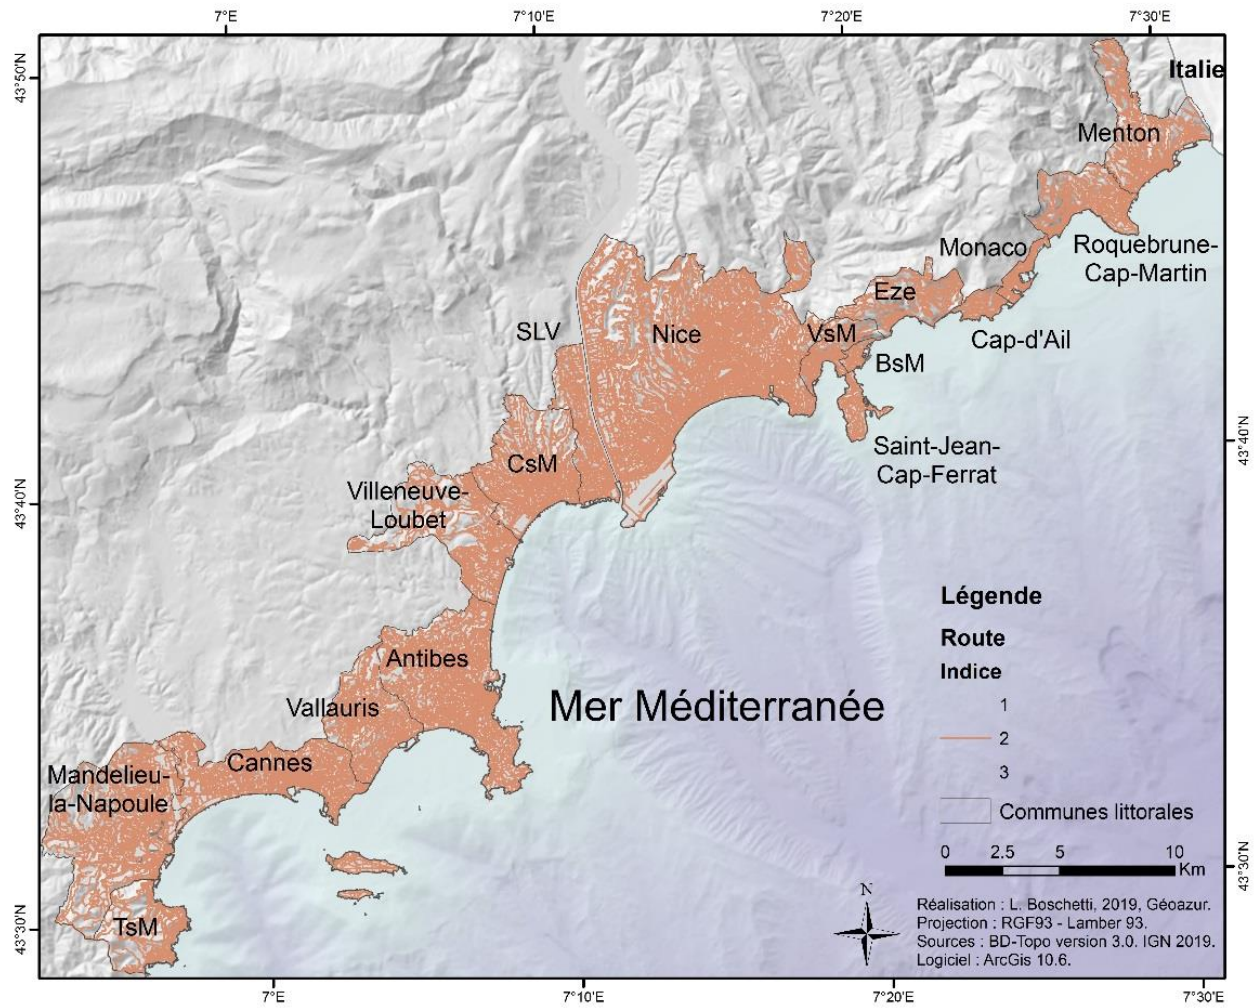 7°0'E
7°10'E
7°20'E
7°30'E
43°50'N
Italie
Menton
Monaco
Roquebrune-
Cap-Martin
Eze
SLV
Nice
VsM
Cap-d'Ail
BsM
Saint-Jean-
Cap-Ferrat
43°40'N
CsM
Villeneuve-
Loubet
43°40'N
Légende
Route
Indice
1
2
3
Communes littorales
0 2.5 5 10
Km
Antibes
Vallauris
Mer Méditerranée
Cannes
Mandelieu-
la-Napoule
43°30'N
TsM
43°30'N
N
Réalisation : L. Boschetti, 2019, Géoazur.
Projection : RGF93 - Lamber 93.
Sources : BD-Topo version 3.0. IGN 2019.
Logiciel : ArcGis 10.6.
7°0'E
7°10'E
7°20'E
7°30'E